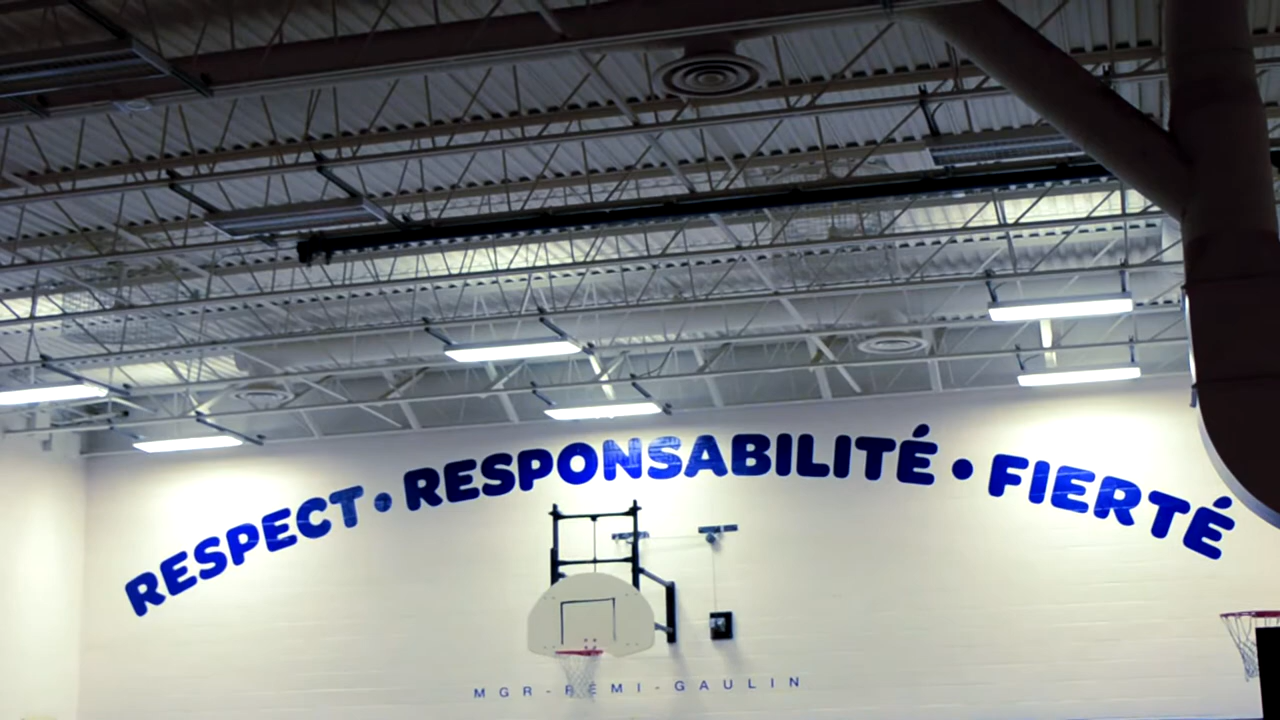 RESPECT • RESPONSABILITÉ • FIERTÉ
MGR-RÉMI-GAULIN